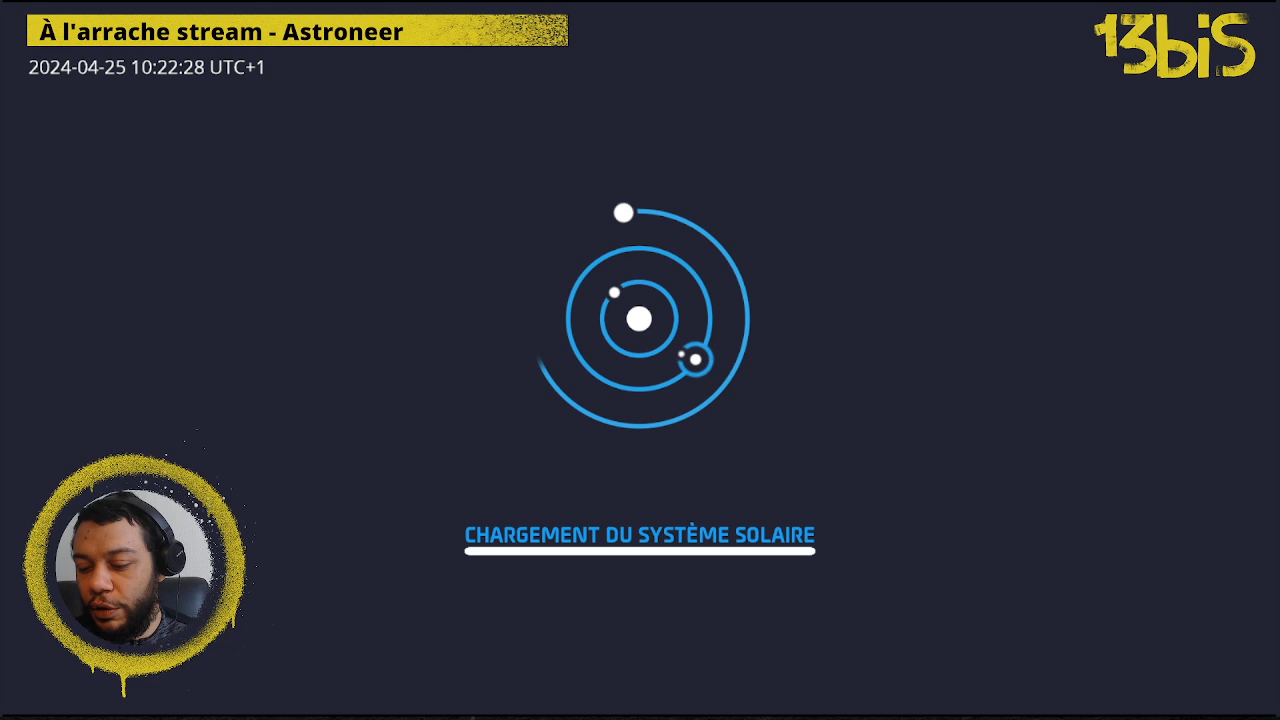 À l'arrache stream - Astroneer
13biS
2024-04-25 10:22:28 UTC+1
CHARGEMENT DU SYSTÈME SOLAIRE